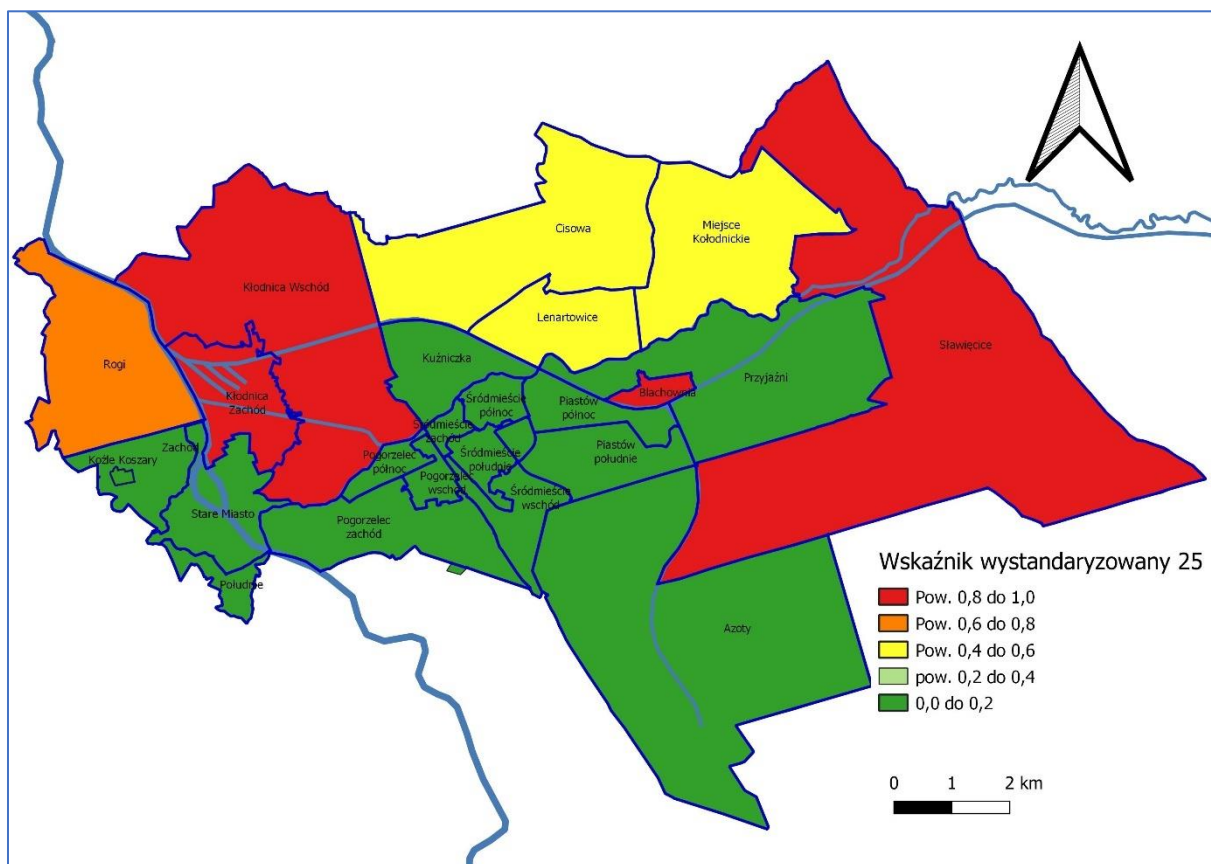 Cisowa
Miejsce
Kołodnickie
Kłodnica Wschód
Lenartowice
Sławięcice
Rogi
Kuźniczka
Przyjaźni
Blachownia
Kłodnica
Zachód
Śródmieście
północ
Piastów
północ
Śródmieście
zachód
Zachód
Koźle Koszary
Pogorzelec
północ
Śródmieście
południe
Piastów
południe
Pogorzelec
wschód
Śródmieście
wschód
Stare Miasto
Pogorzelec
zachód
Południe
Azoty
Wskaźnik wystandaryzowany 25
Pow. 0,8 do 1,0
Pow. 0,6 do 0,8
Pow. 0,4 do 0,6
pow. 0,2 do 0,4
0,0 do 0,2
0 1 2 km